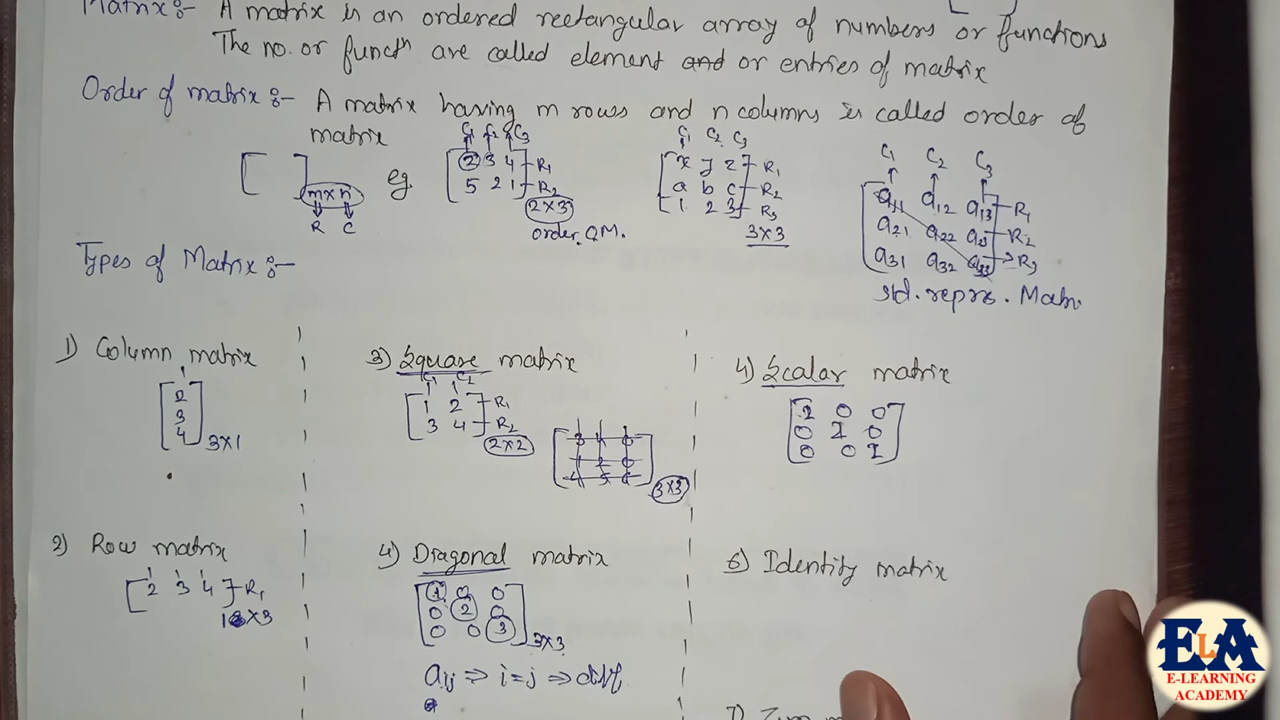 Matrix:- A matrix is an ordered rectangular array of numbers or functions
The no. or functn are called element and or entries of matrix
Order of matrix:- A matrix having m rows and n columns is called order of
matrix
[ ] m×n
R C
eg
C1 C2 C3
2 3 4 R1
5 2 1 R2
2×3
order. O.M.
C1 C2 C3
x y z R1
a b c R2
1 2 3 R3
3×3
C1 C2 C3
a11 a12 a13 R1
a21 a22 a23 R2
a31 a32 a33 R3
std. reprs. Matr.
Types of Matrix:-
1) Column matrix
2
3
4
3×1
2) Row matrix
2 3 4 R1
×3
3) Square matrix
C1 C2
1 2 R1
3 4 R2
2×2
3×3
4) Diagonal matrix
1 0 0
0 2 0
0 0 3
3×3
aij ⇒ i=j ⇒ diff
4) Scalar matrix
0 0
0 0
0 0
6) Identity matrix
ELA
E-LEARNING
ACADEMY